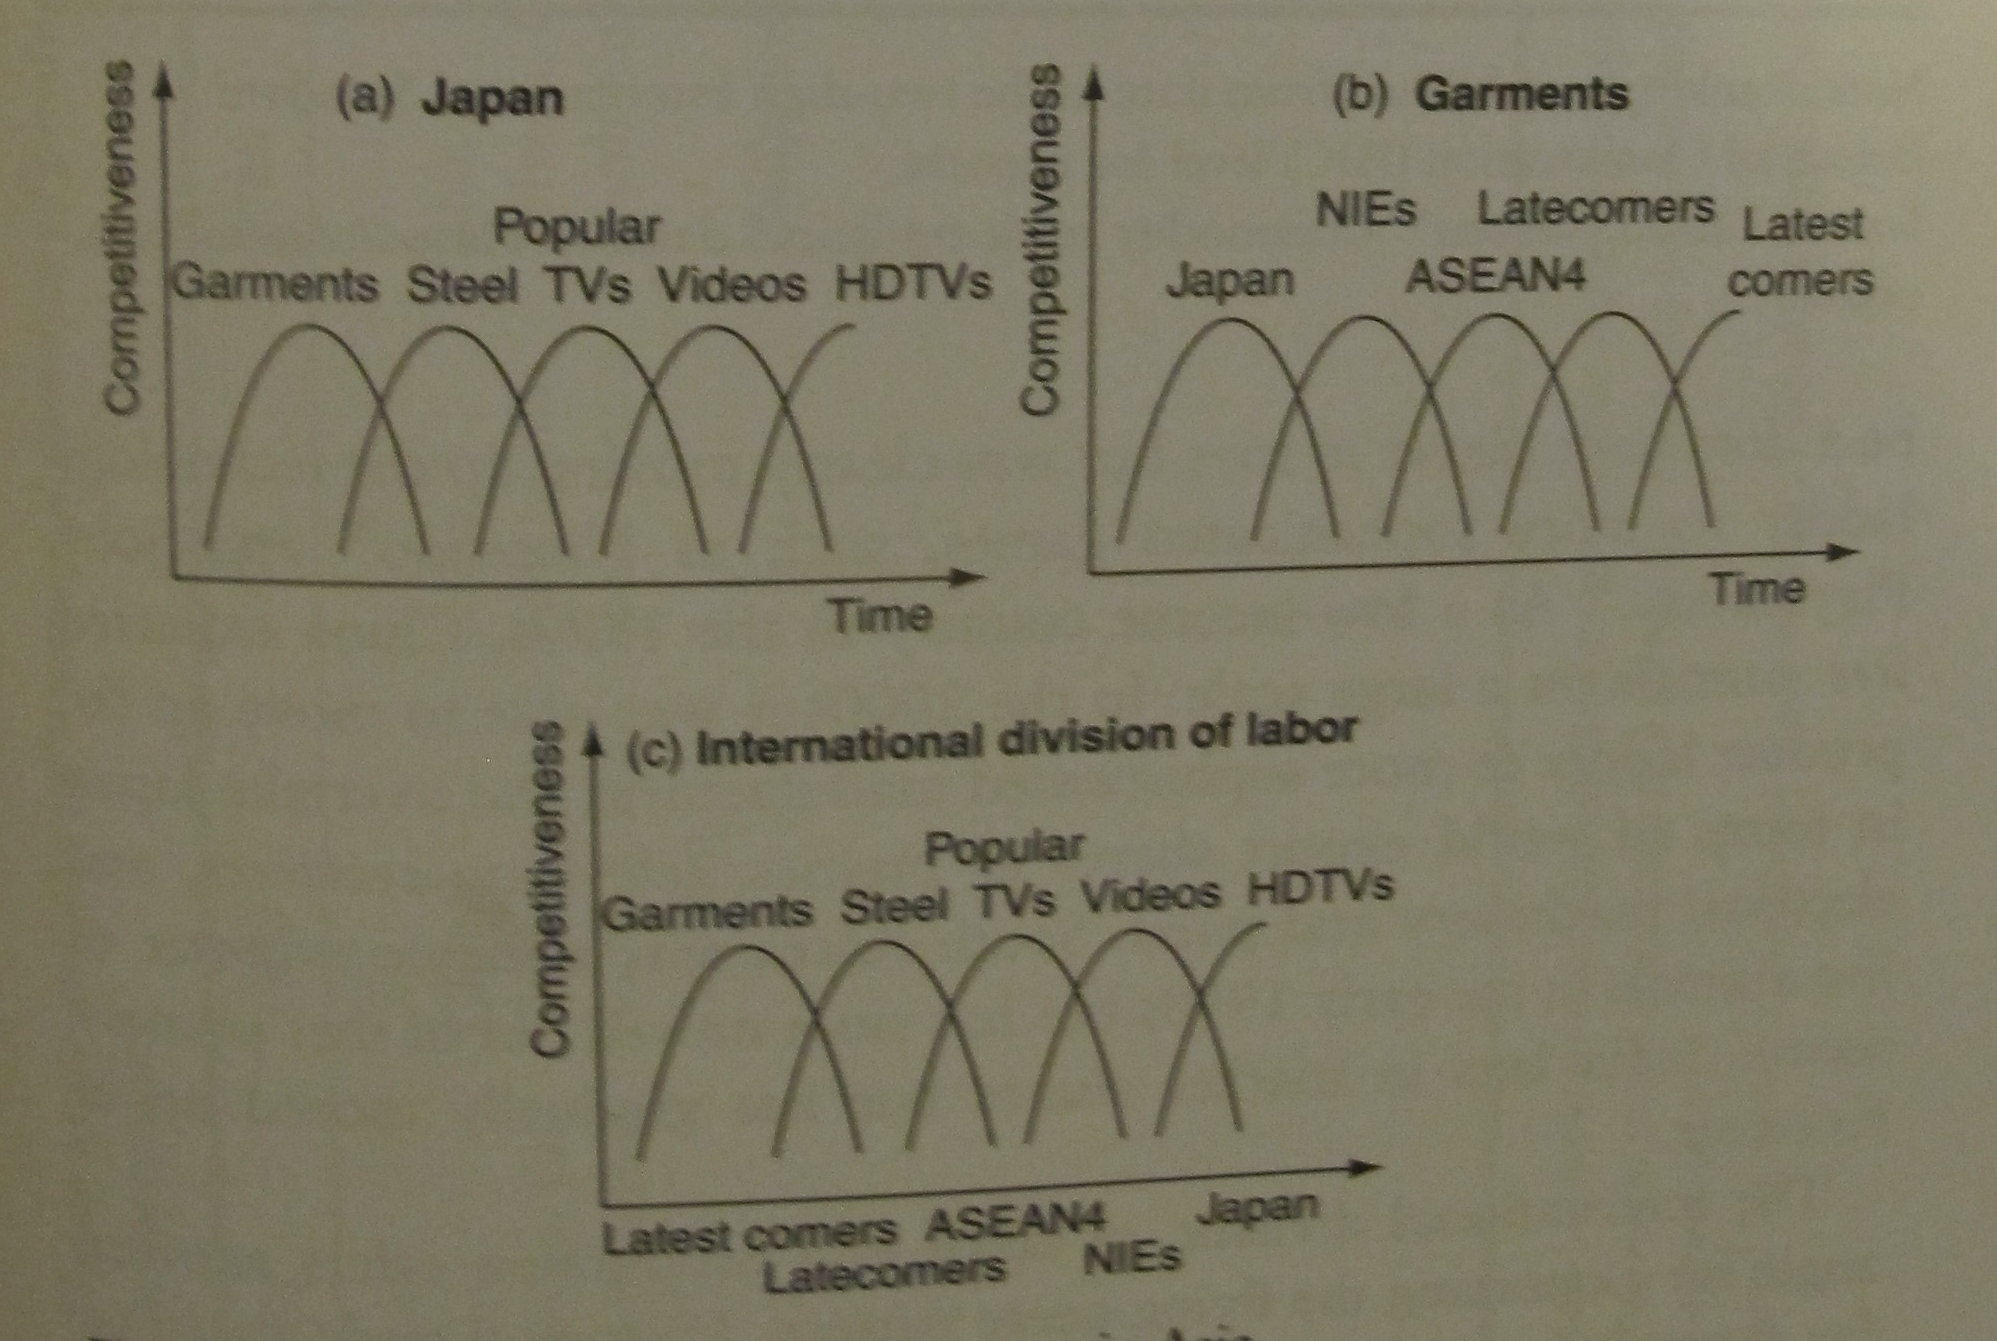 (a) Japan
Competitiveness
Popular
Garments Steel TVs Videos HDTVs
Time
(b) Garments
Competitiveness
NIEs Latecomers Latest
Japan ASEAN4 comers
Time
(c) International division of labor
Competitiveness
Popular
Garments Steel TVs Videos HDTVs
Latest comers ASEAN4 Japan
Latecomers NIEs